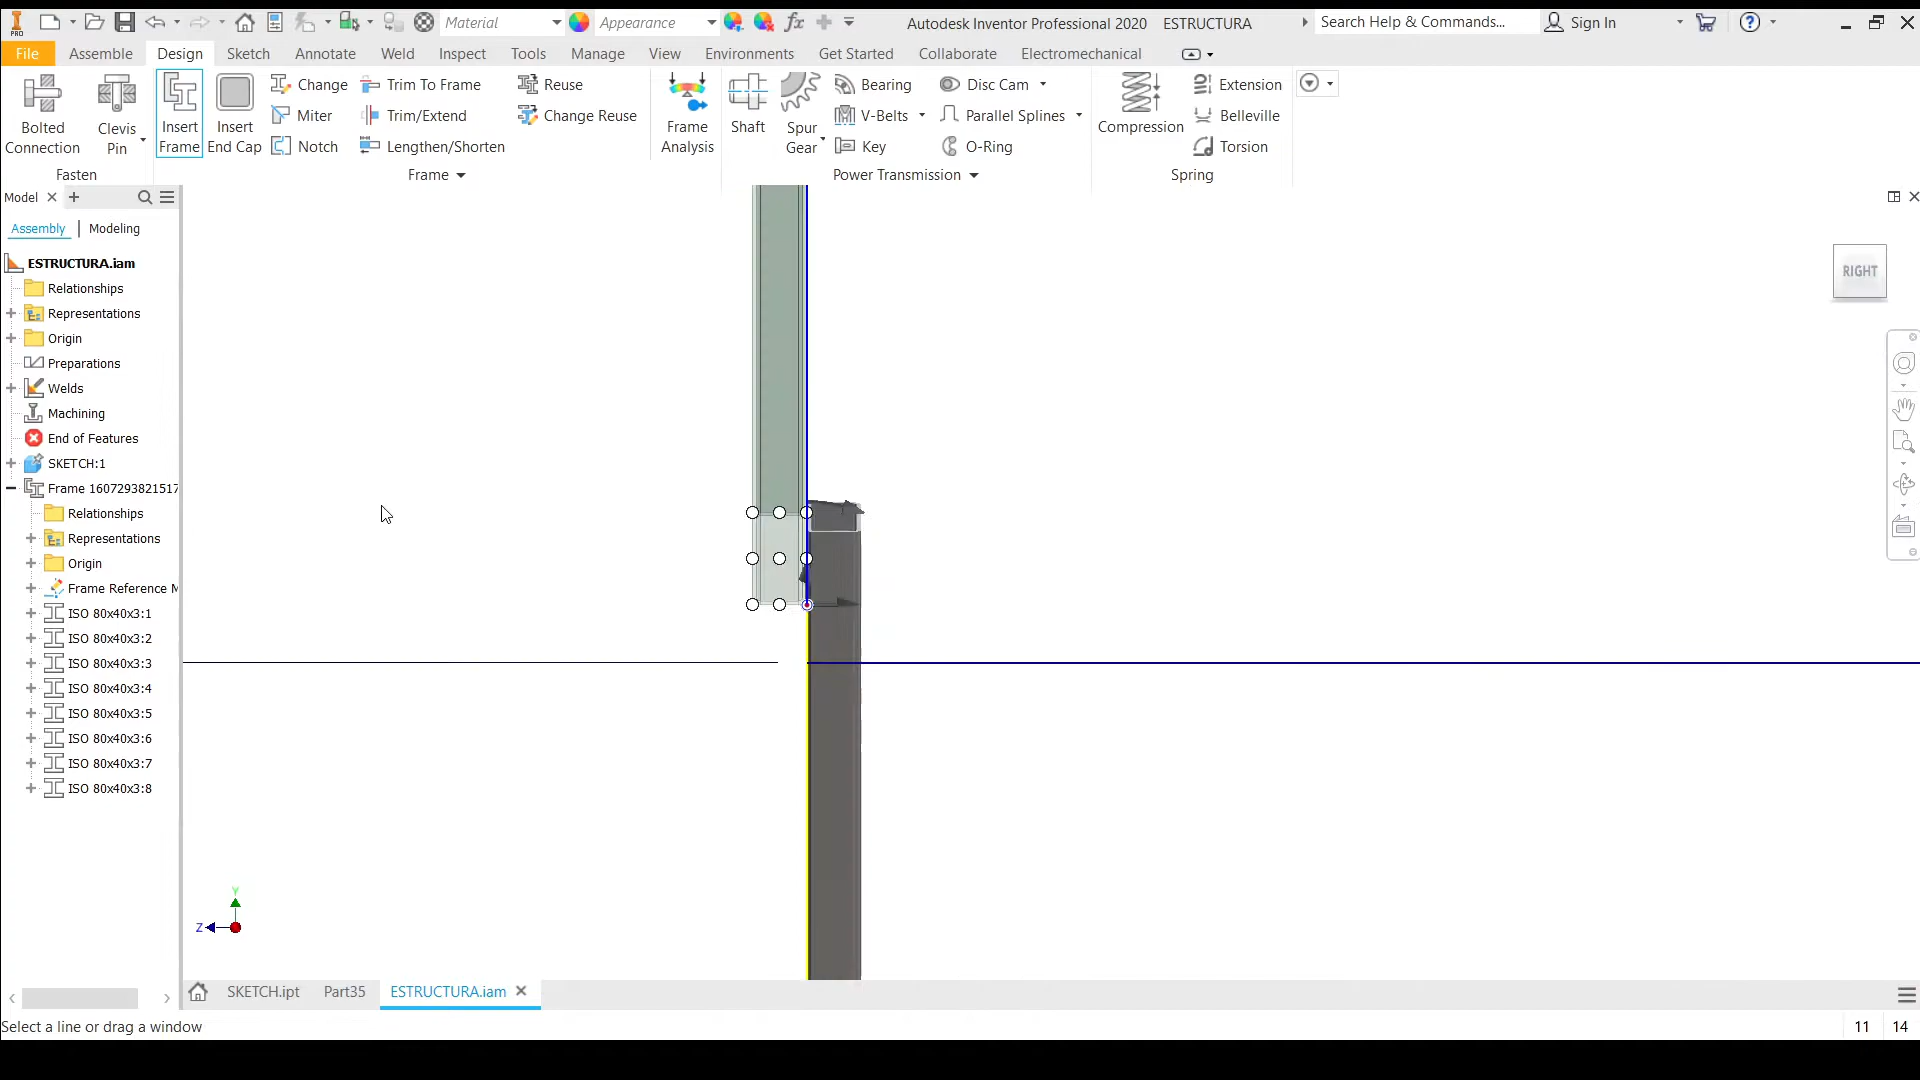 PRO
Material
Appearance
fx
Autodesk Inventor Professional 2020 ESTRUCTURA
Search Help & Commands...
Sign In
File Assemble Design Sketch Annotate Weld Inspect Tools Manage View Environments Get Started Collaborate Electromechanical
Bolted Connection
Clevis Pin
Fasten
Insert Frame
Insert End Cap
Change
Miter
Notch
Trim To Frame
Trim/Extend
Lengthen/Shorten
Reuse
Change Reuse
Frame
Frame Analysis
Shaft
Spur Gear
Bearing
V-Belts
Key
Disc Cam
Parallel Splines
O-Ring
Power Transmission
Compression
Extension
Belleville
Torsion
Spring
Model
Assembly | Modeling
ESTRUCTURA.iam
Relationships
Representations
Origin
Preparations
Welds
Machining
End of Features
SKETCH:1
Frame 1607293821517
Relationships
Representations
Origin
Frame Reference M
ISO 80x40x3:1
ISO 80x40x3:2
ISO 80x40x3:3
ISO 80x40x3:4
ISO 80x40x3:5
ISO 80x40x3:6
ISO 80x40x3:7
ISO 80x40x3:8
RIGHT
Y
Z
SKETCH.ipt Part35 ESTRUCTURA.iam
Select a line or drag a window
11 14